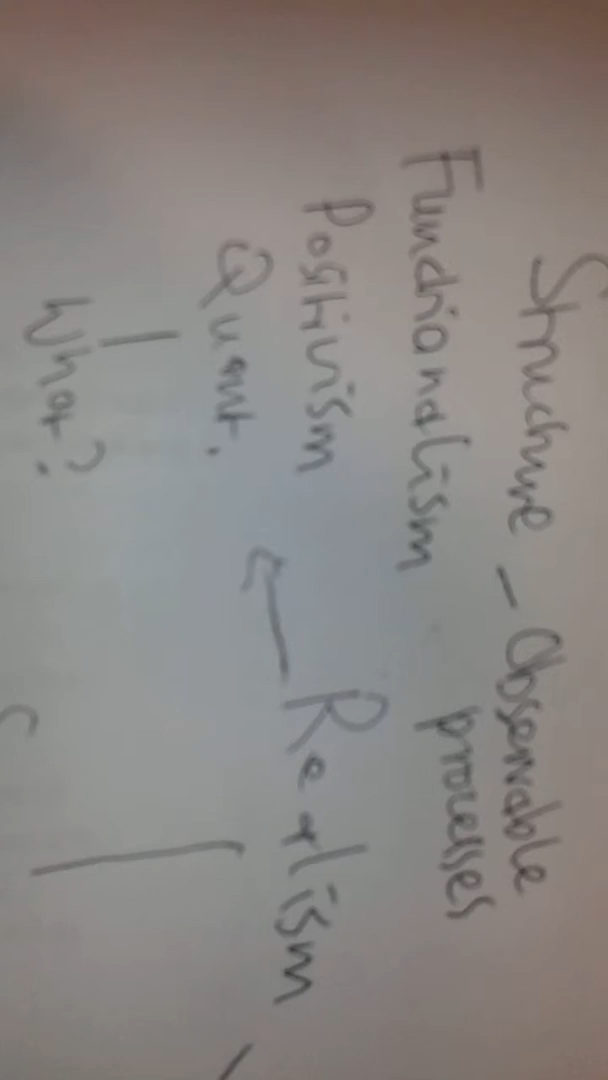 Structure – Observable
processes
Functionalism
Positivism
Quant.
Realism
What?